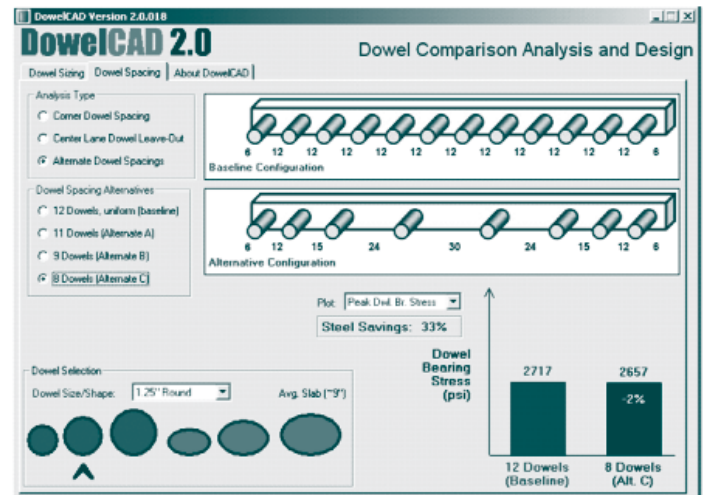 DowelCAD Version 2.0.018
DowelCAD 2.0
Dowel Comparison Analysis and Design
Dowel Sizing Dowel Spacing About DowelCAD
Analysis Type
Corner Dowel Spacing
Center Lane Dowel Leave-Out
Alternate Dowel Spacings
6 12 12 12 12 12 12 12 12 12 12 12 6
Baseline Configuration
Dowel Spacing Alternatives
12 Dowels, uniform (baseline)
11 Dowels (Alternate A)
9 Dowels (Alternate B)
8 Dowels (Alternate C)
6 12 15 24 30 24 15 12 6
Alternative Configuration
Plot: Peak Dwl. Br. Stress
Steel Savings: 33%
Dowel
Bearing
Stress
(psi)
2717 2657
-2%
12 Dowels
(Baseline)
8 Dowels
(Alt. C)
Dowel Selection
Dowel Size/Shape: 1.25" Round Avg. Slab (~9")